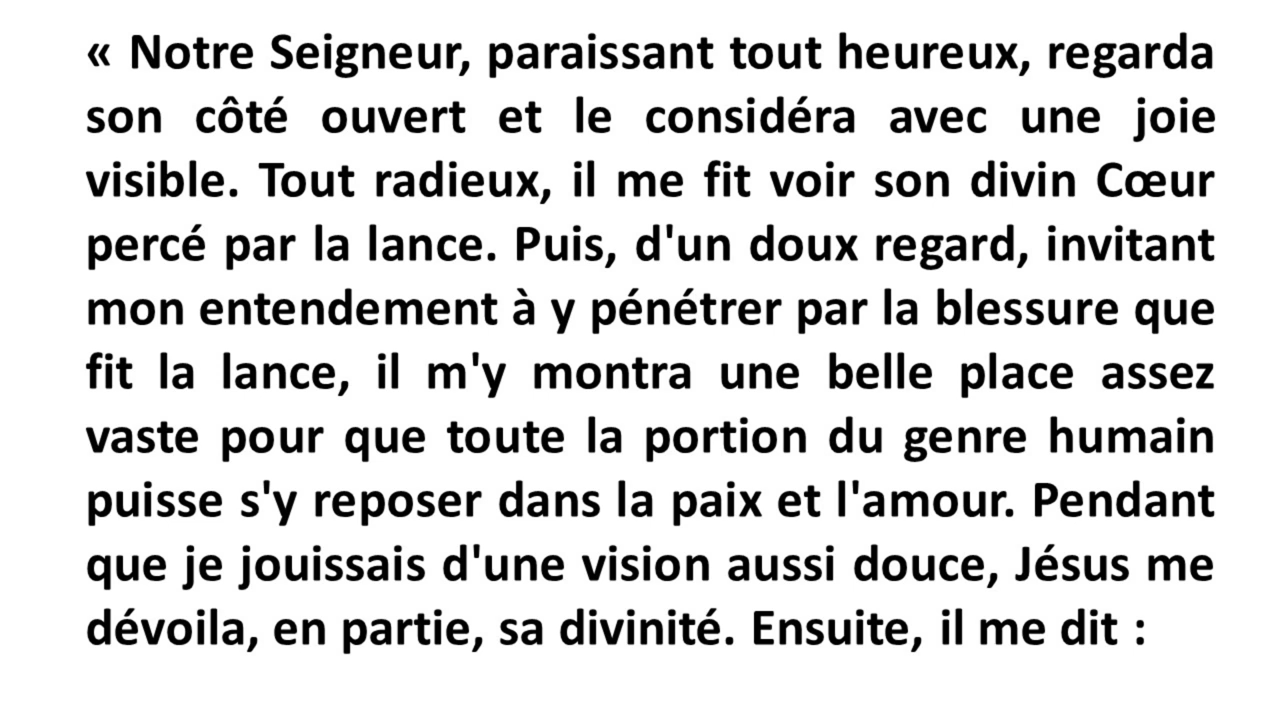 « Notre Seigneur, paraissant tout heureux, regarda
son côté ouvert et le considéra avec une joie
visible. Tout radieux, il me fit voir son divin Cœur
percé par la lance. Puis, d'un doux regard, invitant
mon entendement à y pénétrer par la blessure que
fit la lance, il m'y montra une belle place assez
vaste pour que toute la portion du genre humain
puisse s'y reposer dans la paix et l'amour. Pendant
que je jouissais d'une vision aussi douce, Jésus me
dévoila, en partie, sa divinité. Ensuite, il me dit :